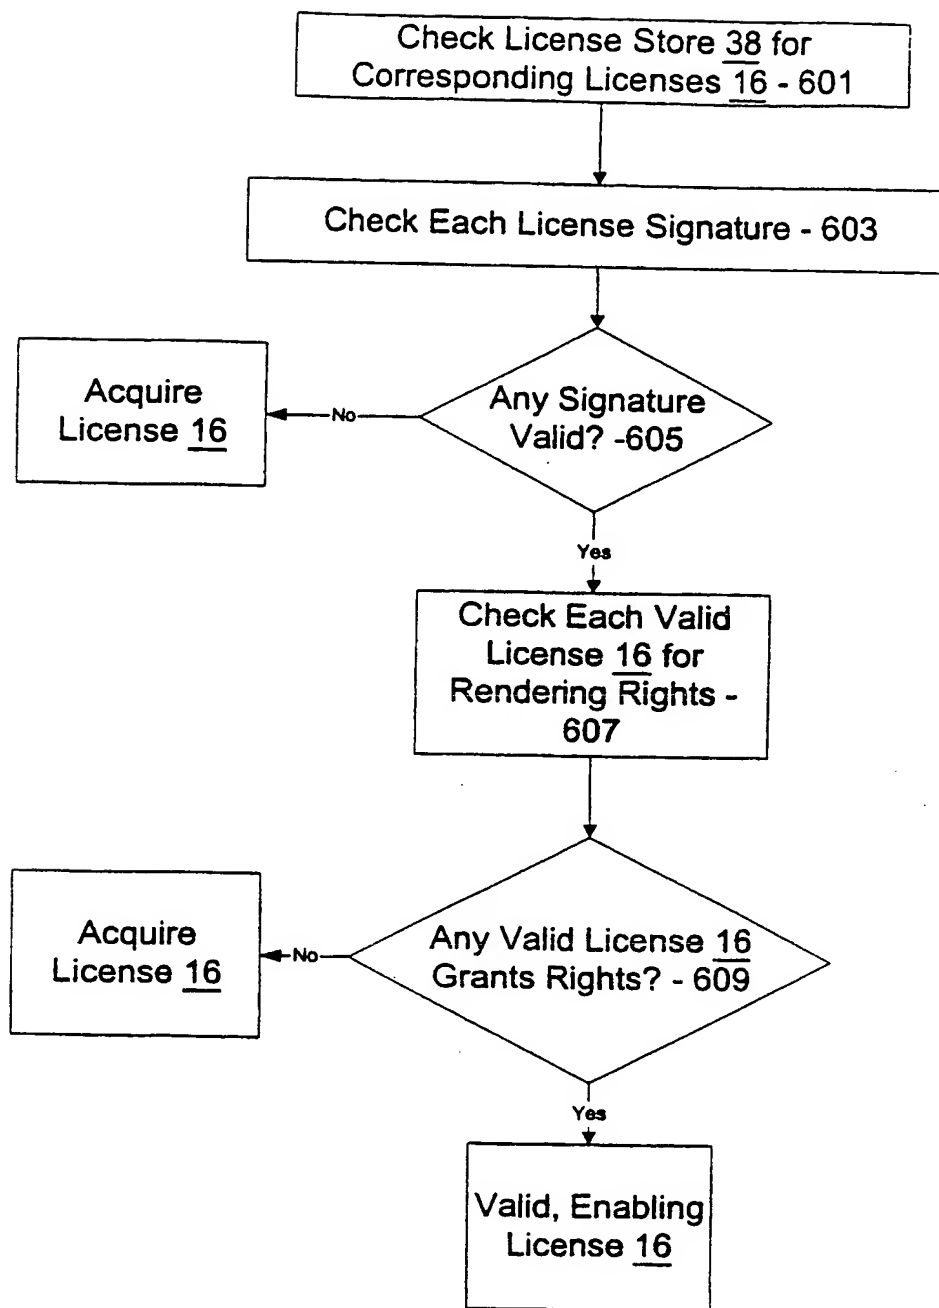 Check License Store 38 for
Corresponding Licenses 16 - 601
Check Each License Signature - 603
Any Signature
Valid? -605
No
Acquire
License 16
Yes
Check Each Valid
License 16 for
Rendering Rights -
607
Any Valid License 16
Grants Rights? - 609
No
Acquire
License 16
Yes
Valid, Enabling
License 16